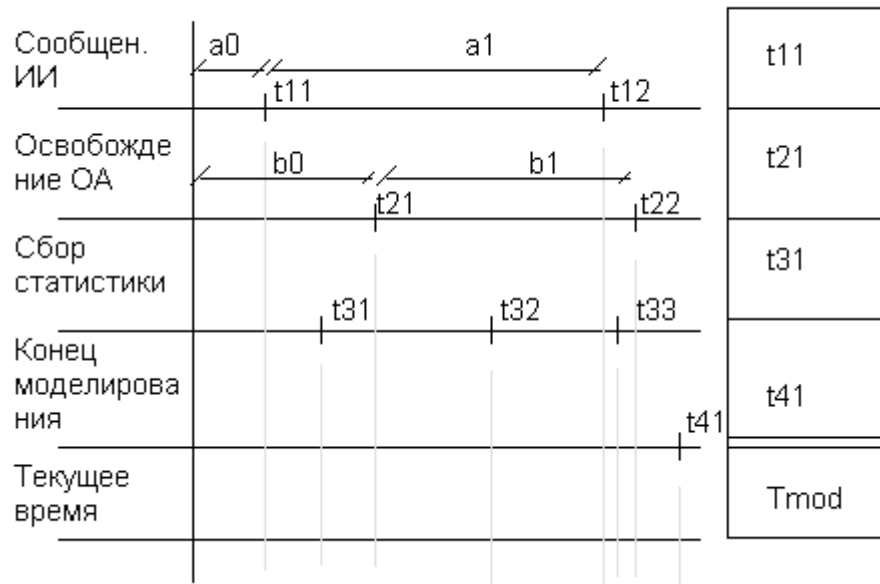 Сообщен.
ИИ
a0
a1
t11
t12
t11
Освобожде
ние ОА
b0
b1
t21
t22
t21
Сбор
статистики
t31
t32
t33
t31
Конец
моделирова
ния
t41
t41
Текущее
время
Tmod